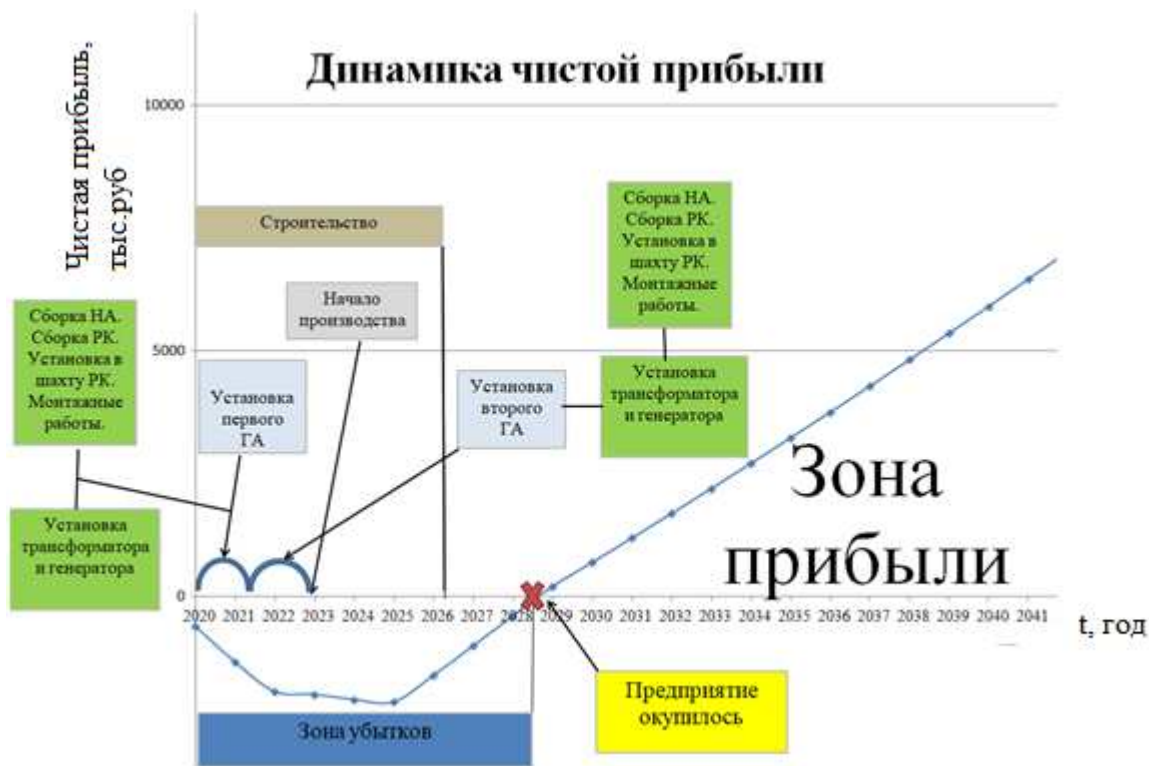 Динамика чистой прибыли
Чистая прибыль,
тыс.руб
10000
5000
0
Строительство
Начало
производства
Сборка НА.
Сборка РК.
Установка в
шахту РК.
Монтажные
работы.
Установка
трансформатора
и генератора
Установка
первого
ГА
Установка
второго
ГА
Сборка НА.
Сборка РК.
Установка в
шахту РК.
Монтажные
работы.
Установка
трансформатора
и генератора
Зона
прибыли
2020 2021 2022 2023 2024 2025 2026 2027 2028 2029 2030 2031 2032 2033 2034 2035 2036 2037 2038 2039 2040 2041
t, год
Предприятие
окупилось
Зона убытков